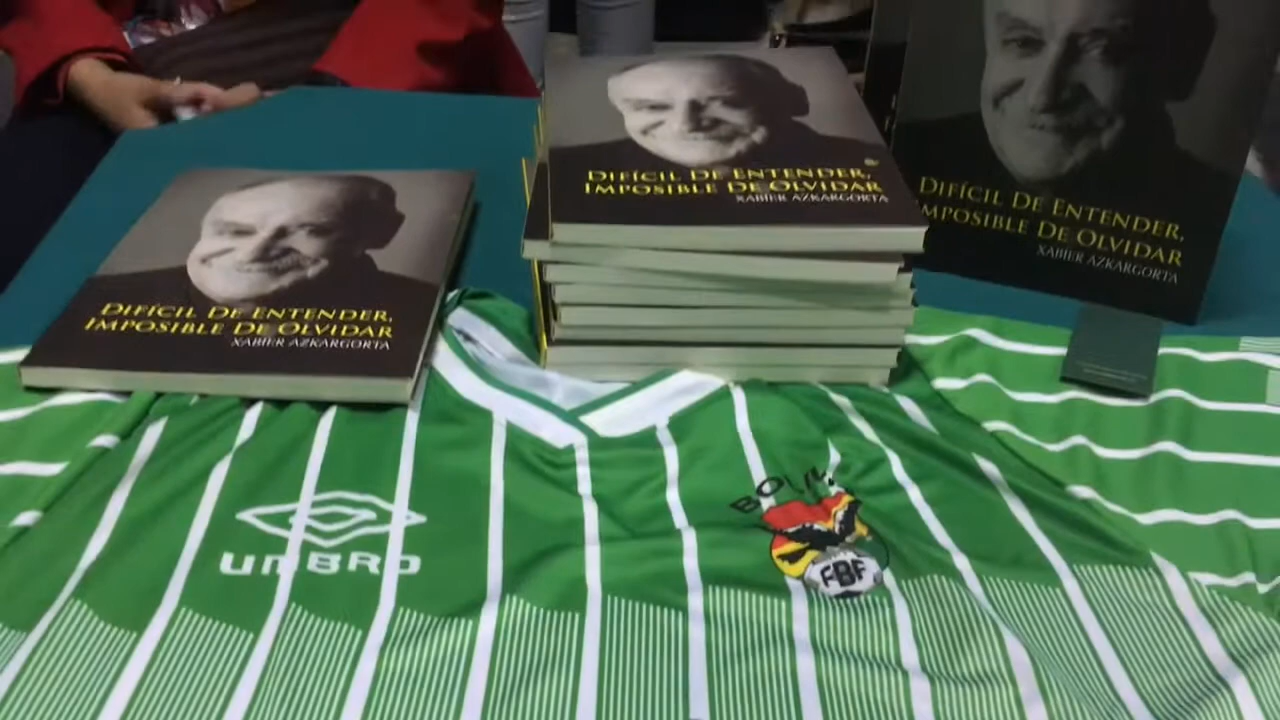 DIFÍCIL DE ENTENDER,
IMPOSIBLE DE OLVIDAR
XABIER AZKARGORTA
DIFÍCIL DE ENTENDER,
IMPOSIBLE DE OLVIDAR
XABIER AZKARGORTA
DIFÍCIL DE ENTENDER,
IMPOSIBLE DE OLVIDAR
XABIER AZKARGORTA
UMBRO
FBF